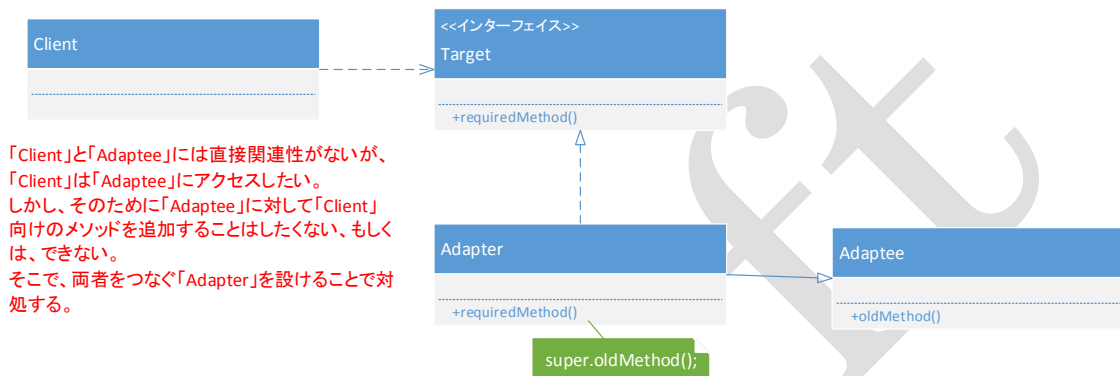 Client
<<インターフェイス>>
Target
+requiredMethod()
「Client」と「Adaptee」には直接関連性がないが、
「Client」は「Adaptee」にアクセスしたい。
しかし、そのために「Adaptee」に対して「Client」
向けのメソッドを追加することはしたくない、もしく
は、できない。
そこで、両者をつなぐ「Adapter」を設けることで対
処する。
Adapter
+requiredMethod()
Adaptee
+oldMethod()
super.oldMethod();
ft